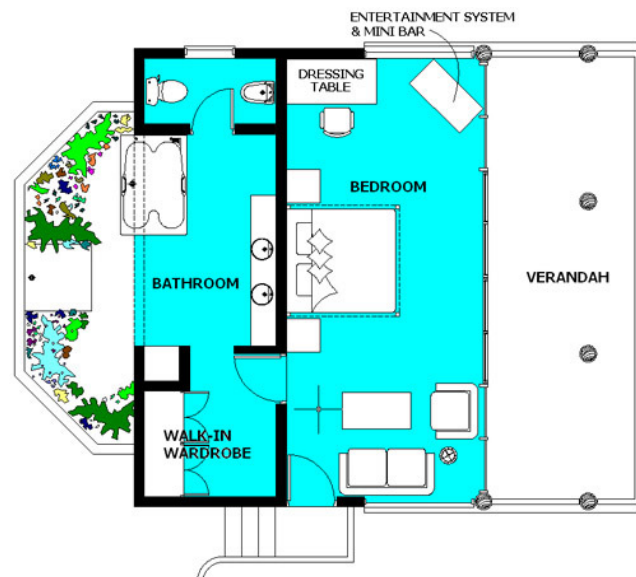 ENTERTAINMENT SYSTEM
& MINI BAR
DRESSING
TABLE
BEDROOM
VERANDAH
BATHROOM
WALK-IN
WARDROBE